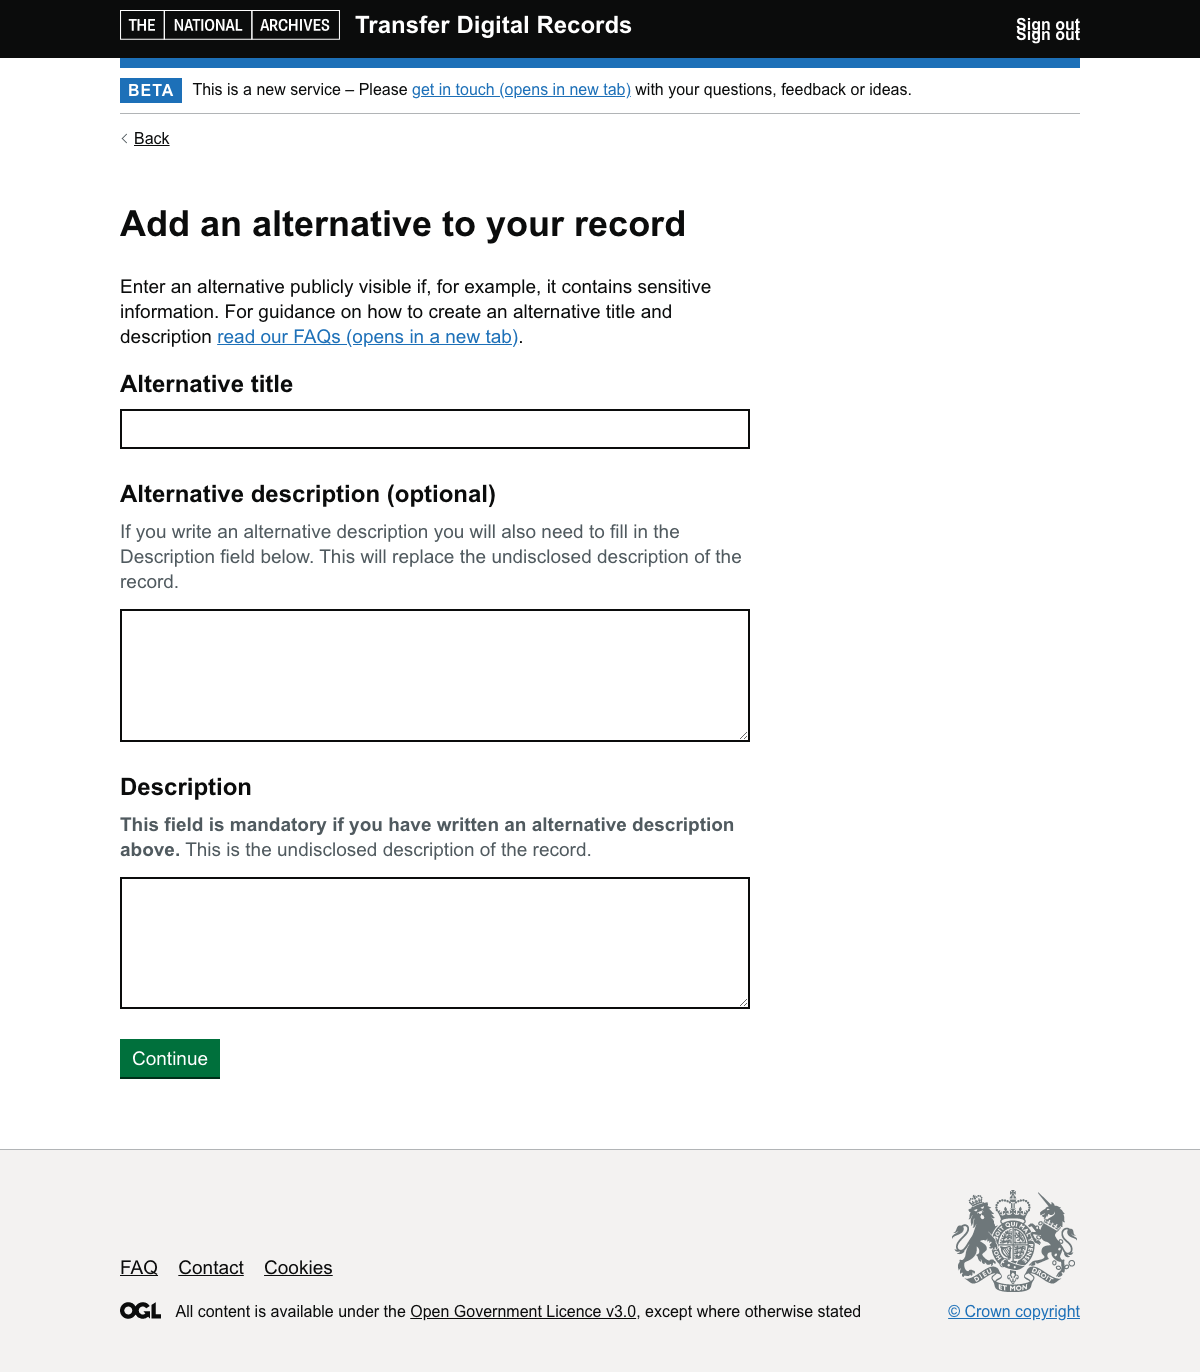 THE NATIONAL ARCHIVES Transfer Digital Records
Sign out
Sign out
BETA This is a new service – Please get in touch (opens in new tab) with your questions, feedback or ideas.
Back
Add an alternative to your record
Enter an alternative publicly visible if, for example, it contains sensitive
information. For guidance on how to create an alternative title and
description read our FAQs (opens in a new tab).
Alternative title
Alternative description (optional)
If you write an alternative description you will also need to fill in the
Description field below. This will replace the undisclosed description of the
record.
Description
This field is mandatory if you have written an alternative description
above. This is the undisclosed description of the record.
Continue
FAQ Contact Cookies
DIEU ET MON DROIT
OGL All content is available under the Open Government Licence v3.0, except where otherwise stated
© Crown copyright